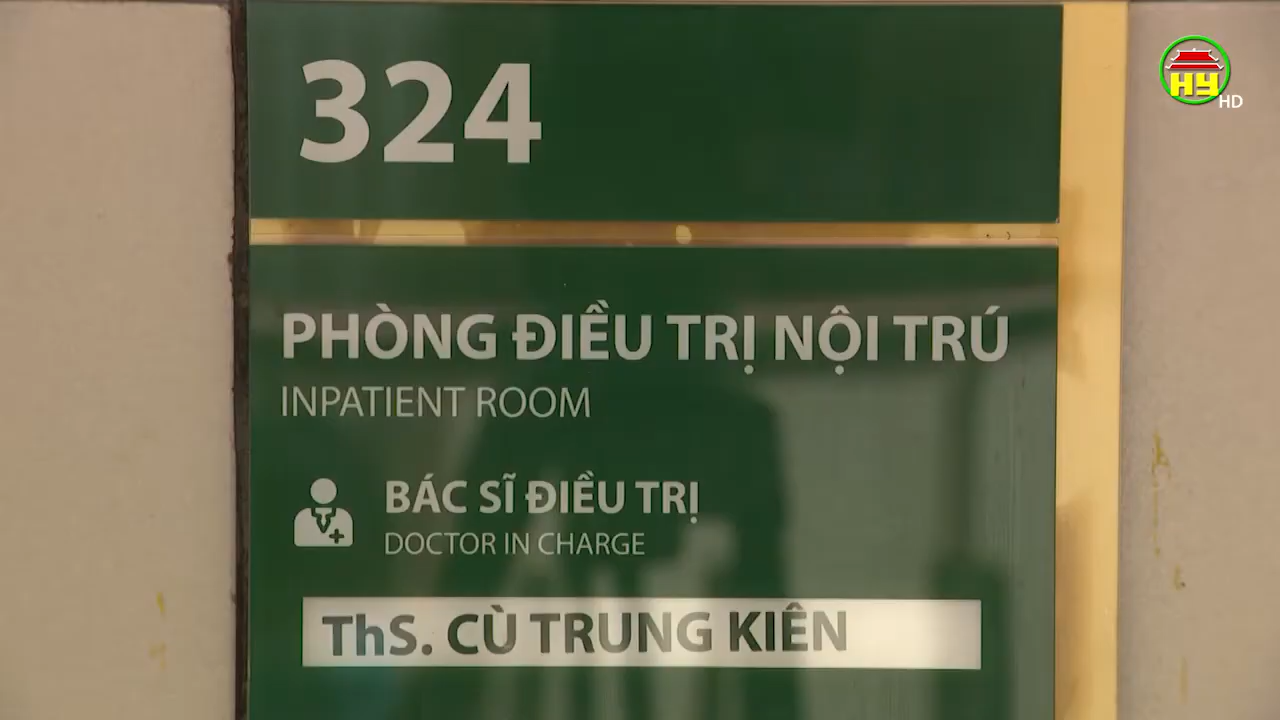 324
HY
HD
PHÒNG ĐIỀU TRỊ NỘI TRÚ
INPATIENT ROOM
BÁC SĨ ĐIỀU TRỊ
DOCTOR IN CHARGE
ThS. CÙ TRUNG KIÊN